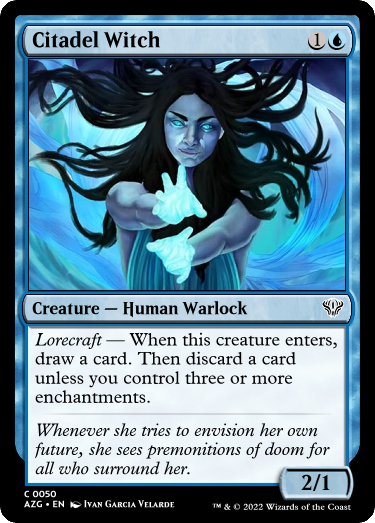 Citadel Witch 1
Creature — Human Warlock
Lorecraft — When this creature enters,
draw a card. Then discard a card
unless you control three or more
enchantments.
Whenever she tries to envision her own
future, she sees premonitions of doom for
all who surround her.
2/1
C 0050
AZG • EN Ivan Garcia Velarde
™ & © 2022 Wizards of the Coast